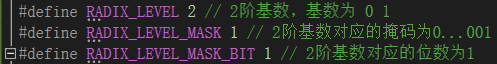 #define RADIX_LEVEL 2 // 2阶基数，基数为 0 1
#define RADIX_LEVEL_MASK 1 // 2阶基数对应的掩码为0...001
#define RADIX_LEVEL_MASK_BIT 1 // 2阶基数对应的位数为1